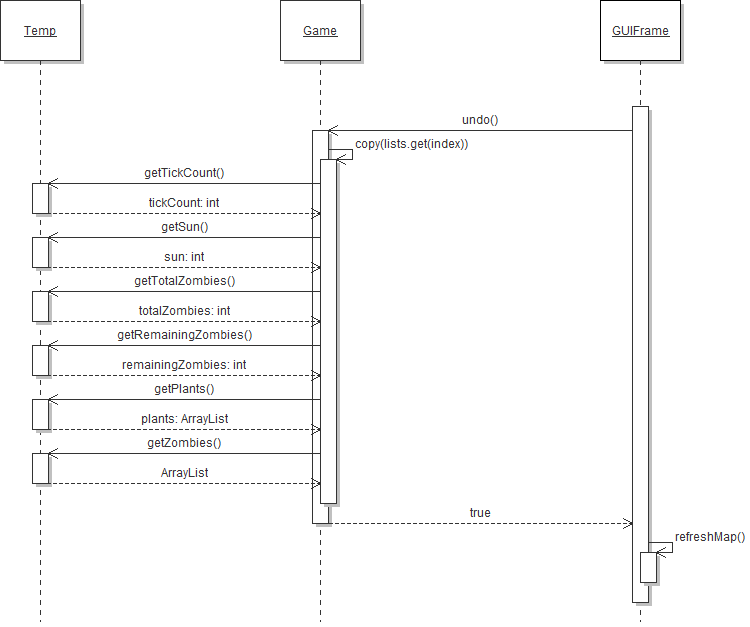 Temp
Game
GUIFrame
undo()
copy(lists.get(index))
getTickCount()
tickCount: int
getSun()
sun: int
getTotalZombies()
totalZombies: int
getRemainingZombies()
remainingZombies: int
getPlants()
plants: ArrayList
getZombies()
ArrayList
true
refreshMap()